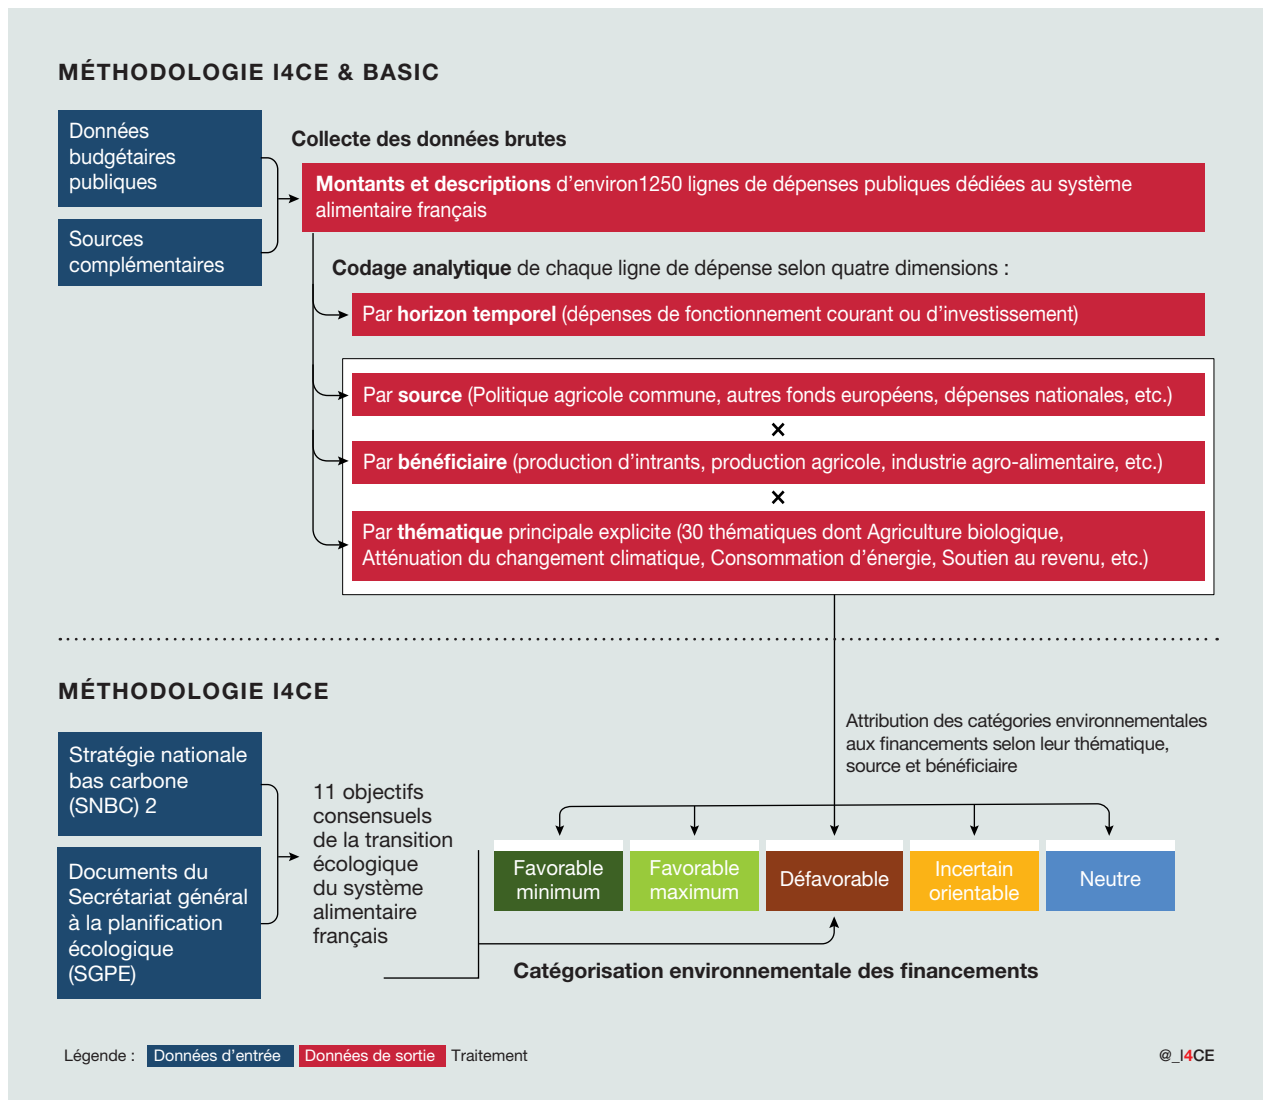 MÉTHODOLOGIE I4CE & BASIC
Données
budgétaires
publiques
Sources
complémentaires
Collecte des données brutes
Montants et descriptions d'environ1250 lignes de dépenses publiques dédiées au système
alimentaire français
Codage analytique de chaque ligne de dépense selon quatre dimensions :
Par horizon temporel (dépenses de fonctionnement courant ou d'investissement)
Par source (Politique agricole commune, autres fonds européens, dépenses nationales, etc.)
×
Par bénéficiaire (production d'intrants, production agricole, industrie agro-alimentaire, etc.)
×
Par thématique principale explicite (30 thématiques dont Agriculture biologique,
Atténuation du changement climatique, Consommation d'énergie, Soutien au revenu, etc.)
MÉTHODOLOGIE I4CE
Stratégie nationale
bas carbone
(SNBC) 2
Documents du
Secrétariat général
à la planification
écologique
(SGPE)
11 objectifs
consensuels
de la transition
écologique
du système
alimentaire
français
Attribution des catégories environnementales
aux financements selon leur thématique,
source et bénéficiaire
Favorable
minimum
Favorable
maximum
Défavorable
Incertain
orientable
Neutre
Catégorisation environnementale des financements
Légende : Données d'entrée Données de sortie Traitement
@_I4CE